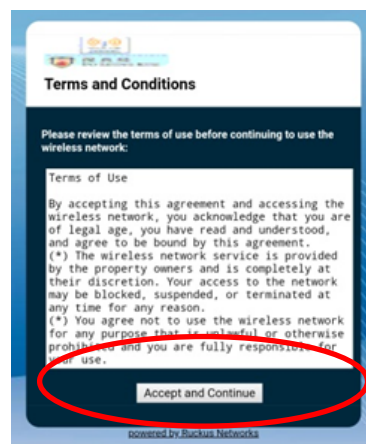 Terms and Conditions
Please review the terms of use before continuing to use the
wireless network:
Terms of Use
By accepting this agreement and accessing the
wireless network, you acknowledge that you are
of legal age, you have read and understood,
and agree to be bound by this agreement.
(*) The wireless network service is provided
by the property owners and is completely at
their discretion. Your access to the network
may be blocked, suspended, or terminated at
any time for any reason.
(*) You agree not to use the wireless network
for any purpose that is unlawful or otherwise
prohibited and you are fully responsible for
your use.
Accept and Continue
powered by Ruckus Networks